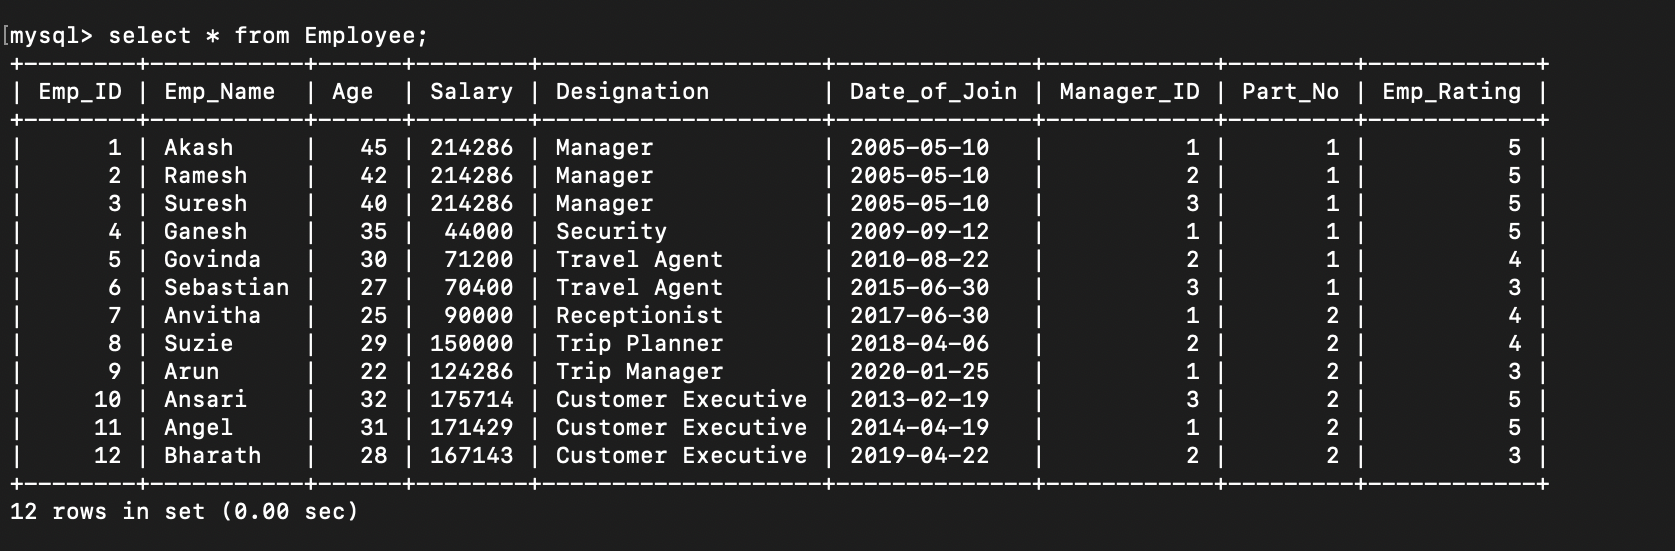 [mysql> select * from Employee;
+--------+-----------+------+--------+--------------------+--------------+------------+---------+------------+
| Emp_ID | Emp_Name  | Age  | Salary | Designation        | Date_of_Join | Manager_ID | Part_No | Emp_Rating |
+--------+-----------+------+--------+--------------------+--------------+------------+---------+------------+
|      1 | Akash     |   45 | 214286 | Manager            | 2005-05-10   |          1 |       1 |          5 |
|      2 | Ramesh    |   42 | 214286 | Manager            | 2005-05-10   |          2 |       1 |          5 |
|      3 | Suresh    |   40 | 214286 | Manager            | 2005-05-10   |          3 |       1 |          5 |
|      4 | Ganesh    |   35 |  44000 | Security           | 2009-09-12   |          1 |       1 |          5 |
|      5 | Govinda   |   30 |  71200 | Travel Agent       | 2010-08-22   |          2 |       1 |          4 |
|      6 | Sebastian |   27 |  70400 | Travel Agent       | 2015-06-30   |          3 |       1 |          3 |
|      7 | Anvitha   |   25 |  90000 | Receptionist       | 2017-06-30   |          1 |       2 |          4 |
|      8 | Suzie     |   29 | 150000 | Trip Planner       | 2018-04-06   |          2 |       2 |          4 |
|      9 | Arun      |   22 | 124286 | Trip Manager       | 2020-01-25   |          1 |       2 |          3 |
|     10 | Ansari    |   32 | 175714 | Customer Executive | 2013-02-19   |          3 |       2 |          5 |
|     11 | Angel     |   31 | 171429 | Customer Executive | 2014-04-19   |          1 |       2 |          5 |
|     12 | Bharath   |   28 | 167143 | Customer Executive | 2019-04-22   |          2 |       2 |          3 |
+--------+-----------+------+--------+--------------------+--------------+------------+---------+------------+
12 rows in set (0.00 sec)